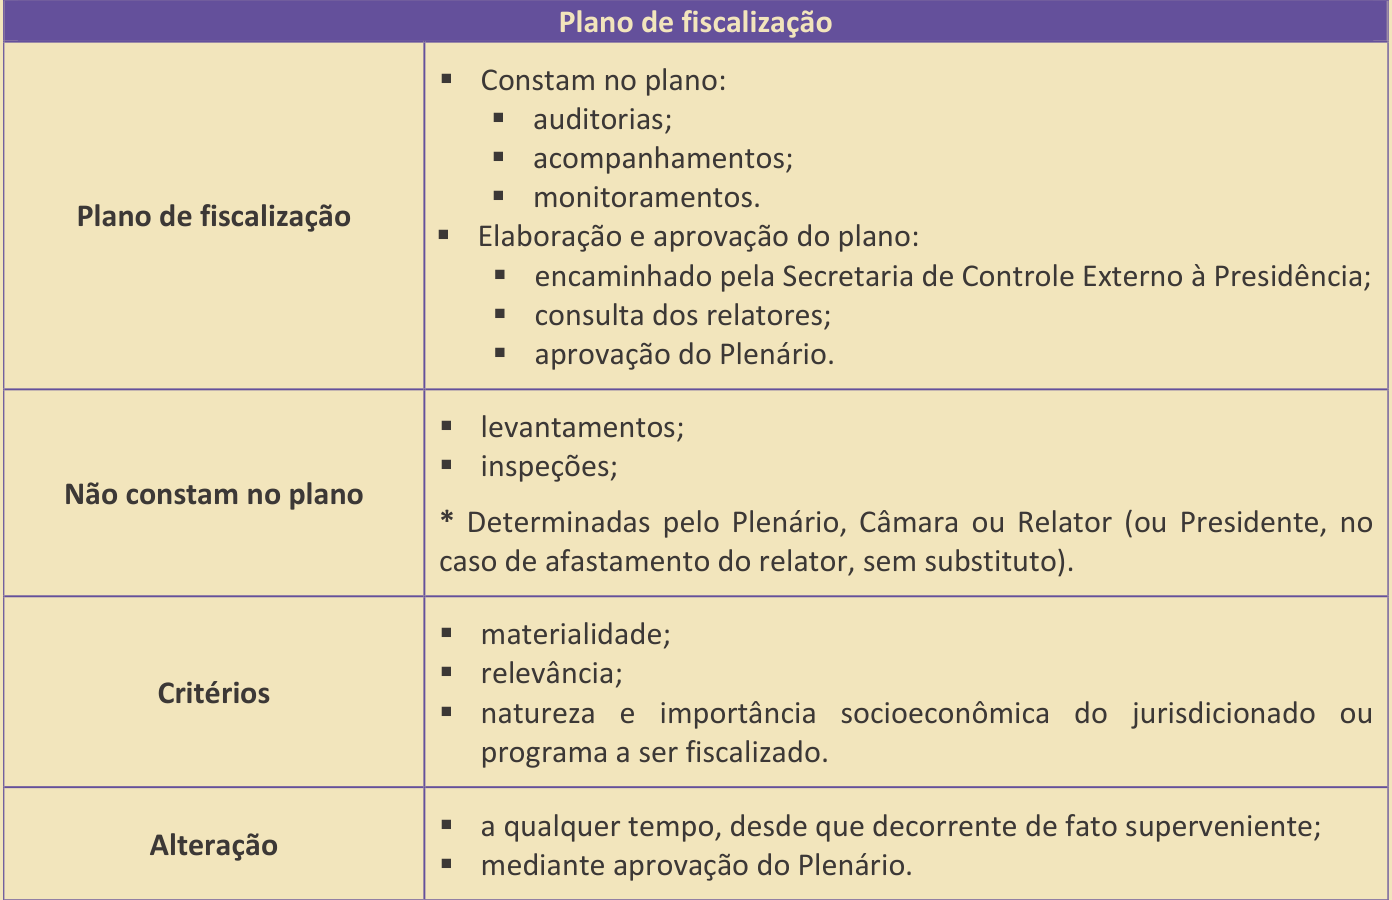 Plano de fiscalização
Plano de fiscalização
▪ Constam no plano:
▪ auditorias;
▪ acompanhamentos;
▪ monitoramentos.
▪ Elaboração e aprovação do plano:
▪ encaminhado pela Secretaria de Controle Externo à Presidência;
▪ consulta dos relatores;
▪ aprovação do Plenário.
Não constam no plano
▪ levantamentos;
▪ inspeções;
* Determinadas pelo Plenário, Câmara ou Relator (ou Presidente, no
caso de afastamento do relator, sem substituto).
Critérios
▪ materialidade;
▪ relevância;
▪ natureza e importância socioeconômica do jurisdicionado ou
programa a ser fiscalizado.
Alteração
▪ a qualquer tempo, desde que decorrente de fato superveniente;
▪ mediante aprovação do Plenário.